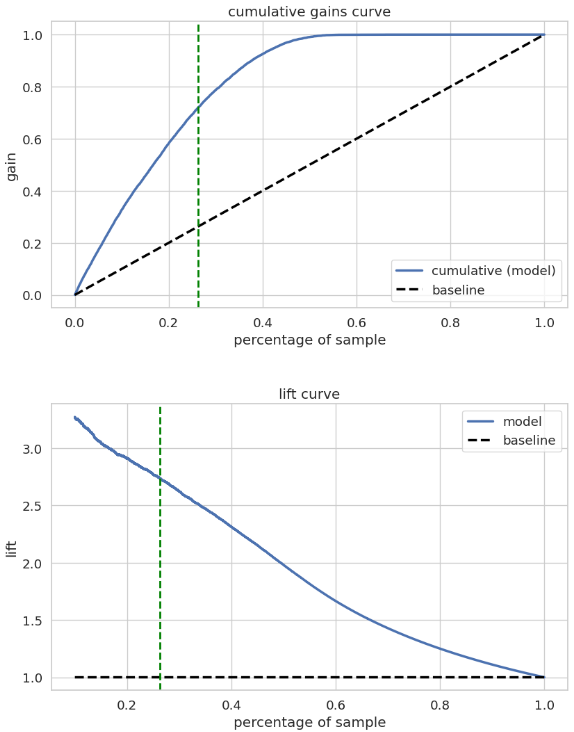 cumulative gains curve
1.0
0.8
0.6
0.4
0.2
0.0
gain
cumulative (model)
baseline
0.0 0.2 0.4 0.6 0.8 1.0
percentage of sample
lift curve
3.0
2.5
2.0
1.5
1.0
lift
model
baseline
0.2 0.4 0.6 0.8 1.0
percentage of sample